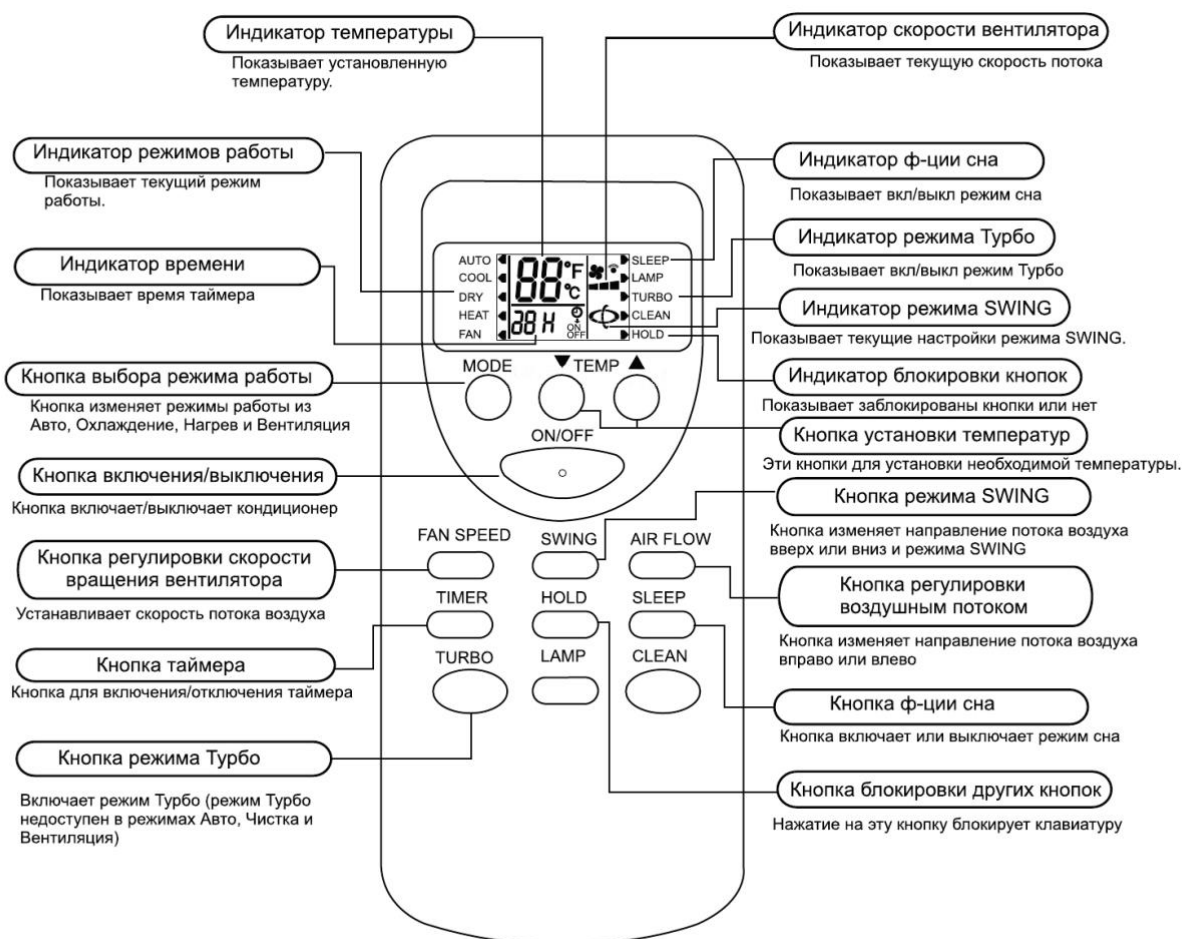 Индикатор температуры
Показывает установленную
температуру.
Индикатор скорости вентилятора
Показывает текущую скорость потока
Индикатор режимов работы
Показывает текущий режим
работы.
Индикатор ф-ции сна
Показывает вкл/выкл режим сна
Индикатор времени
Показывает время таймера
Индикатор режима Турбо
Показывает вкл/выкл режим Турбо
Индикатор режима SWING
Показывает текущие настройки режима SWING.
AUTO
COOL
DRY
HEAT
FAN
88°F
°C
28 H
ON
OFF
SLEEP
LAMP
TURBO
CLEAN
HOLD
Кнопка выбора режима работы
Кнопка изменяет режимы работы из
Авто, Охлаждение, Нагрев и Вентиляция
MODE
▼ TEMP ▲
Индикатор блокировки кнопок
Показывает заблокированы кнопки или нет
Кнопка установки температур
Эти кнопки для установки необходимой температуры.
ON/OFF
Кнопка включения/выключения
Кнопка включает/выключает кондиционер
Кнопка режима SWING
Кнопка изменяет направление потока воздуха
вверх или вниз и режима SWING
FAN SPEED SWING AIR FLOW
Кнопка регулировки скорости
вращения вентилятора
Устанавливает скорость потока воздуха
Кнопка регулировки
воздушным потоком
Кнопка изменяет направление потока воздуха
вправо или влево
TIMER HOLD SLEEP
Кнопка таймера
Кнопка для включения/отключения таймера
TURBO LAMP CLEAN
Кнопка ф-ции сна
Кнопка включает или выключает режим сна
Кнопка режима Турбо
Включает режим Турбо (режим Турбо
недоступен в режимах Авто, Чистка и
Вентиляция)
Кнопка блокировки других кнопок
Нажатие на эту кнопку блокирует клавиатуру